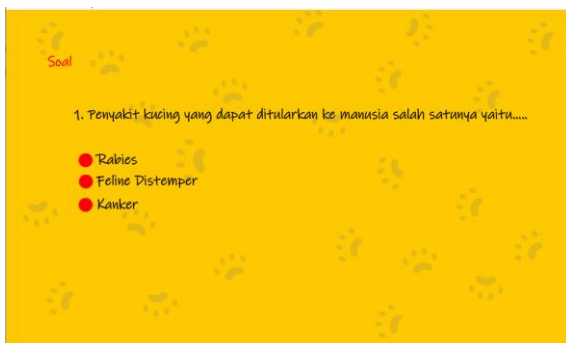 Soal
1. Penyakit kucing yang dapat ditularkan ke manusia salah satunya yaitu.....
Rabies
Feline Distemper
Kanker